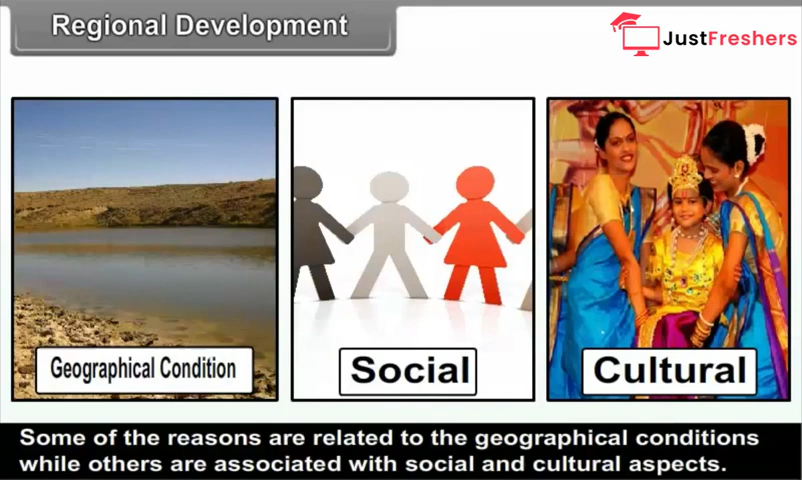 Regional Development
JustFreshers
Geographical Condition
Social
Cultural
Some of the reasons are related to the geographical conditions
while others are associated with social and cultural aspects.